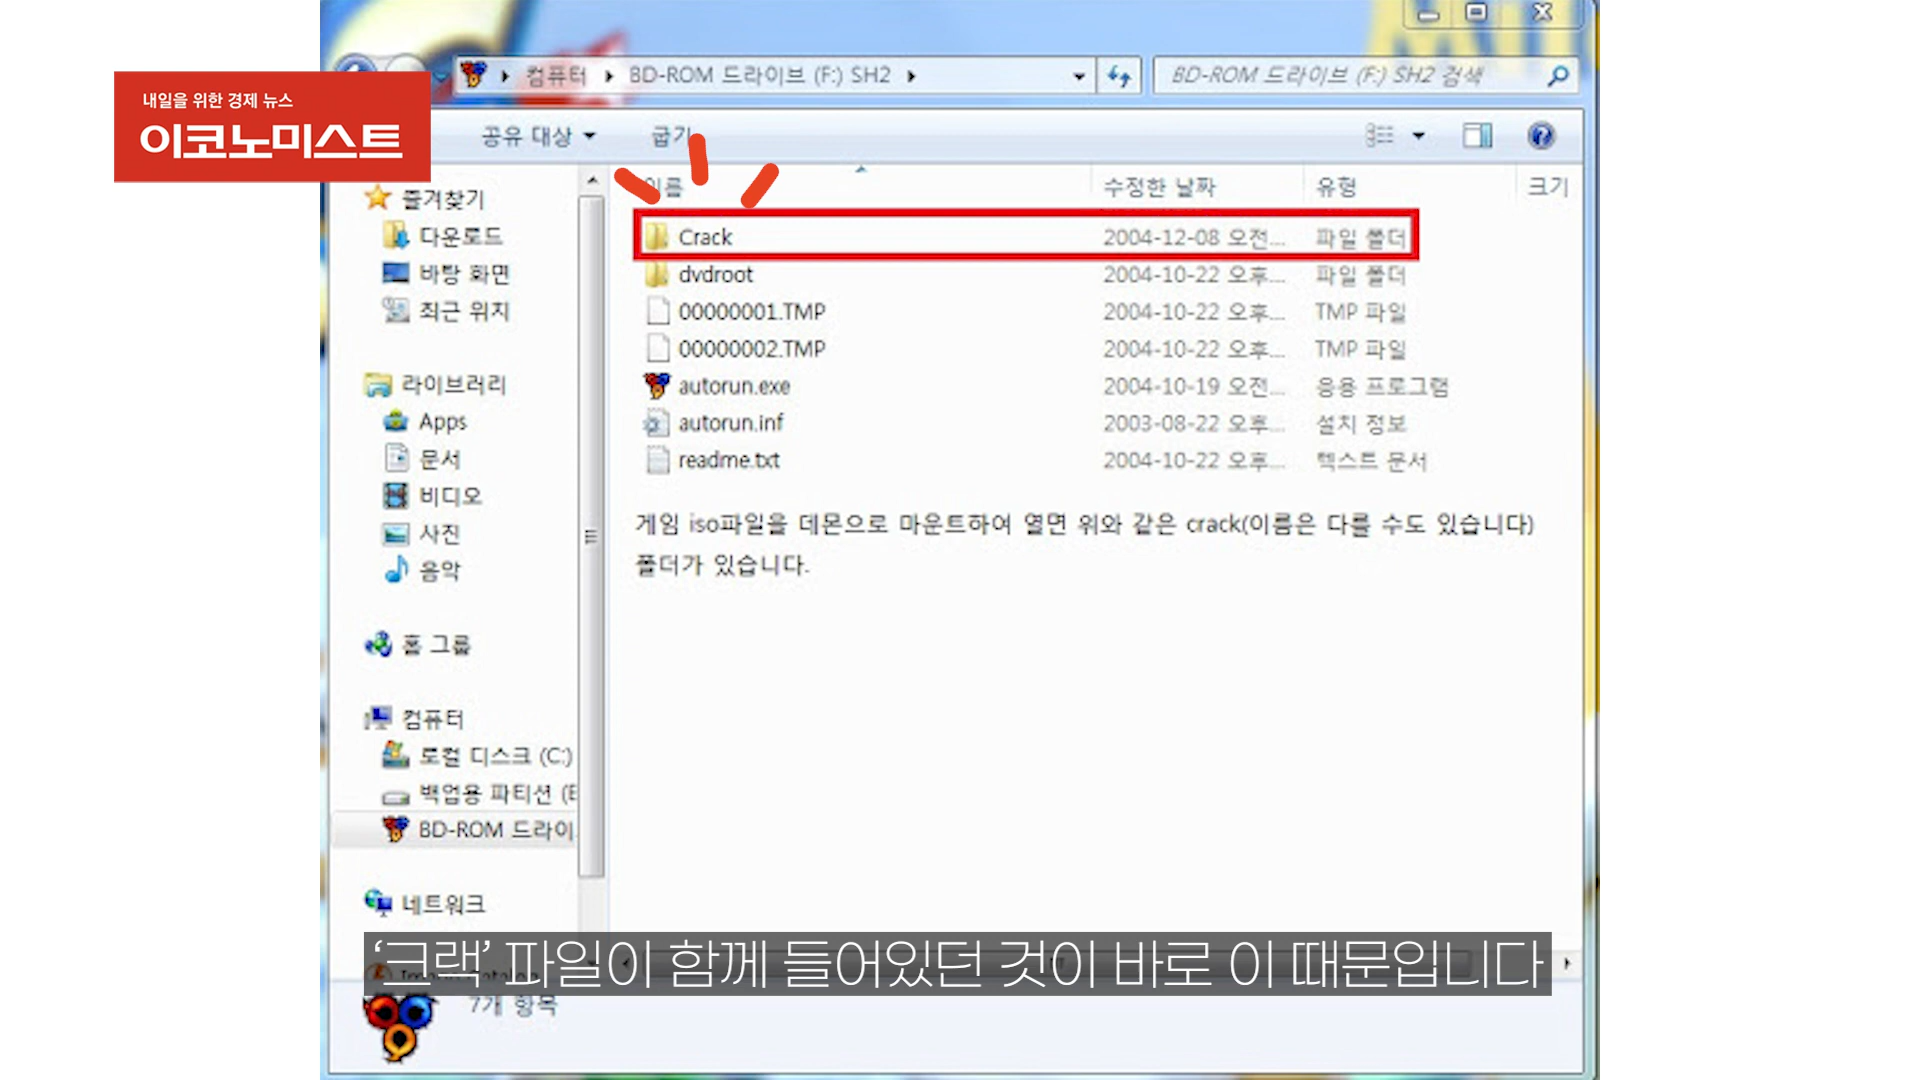 내일을 위한 경제 뉴스
이코노미스트
컴퓨터 BD-ROM 드라이브 (F:) SH2
BD-ROM 드라이브 (F:) SH2 검색
공유 대상 굽기
이름 수정한 날짜 유형 크기
즐겨찾기
다운로드
바탕 화면
최근 위치
라이브러리
Apps
문서
비디오
사진
음악
홈 그룹
컴퓨터
로컬 디스크 (C:)
백업용 파티션 (E
BD-ROM 드라이
네트워크
Crack 2004-12-08 오전... 파일 폴더
dvdroot 2004-10-22 오후... 파일 폴더
00000001.TMP 2004-10-22 오후... TMP 파일
00000002.TMP 2004-10-22 오후... TMP 파일
autorun.exe 2004-10-19 오전... 응용 프로그램
autorun.inf 2003-08-22 오후... 설치 정보
readme.txt 2004-10-22 오후... 텍스트 문서
게임 iso파일을 데몬으로 마운트하여 열면 위와 같은 crack(이름은 다를 수도 있습니다)
폴더가 있습니다.
‘크랙’ 파일이 함께 들어있던 것이 바로 이 때문입니다
7개 항목